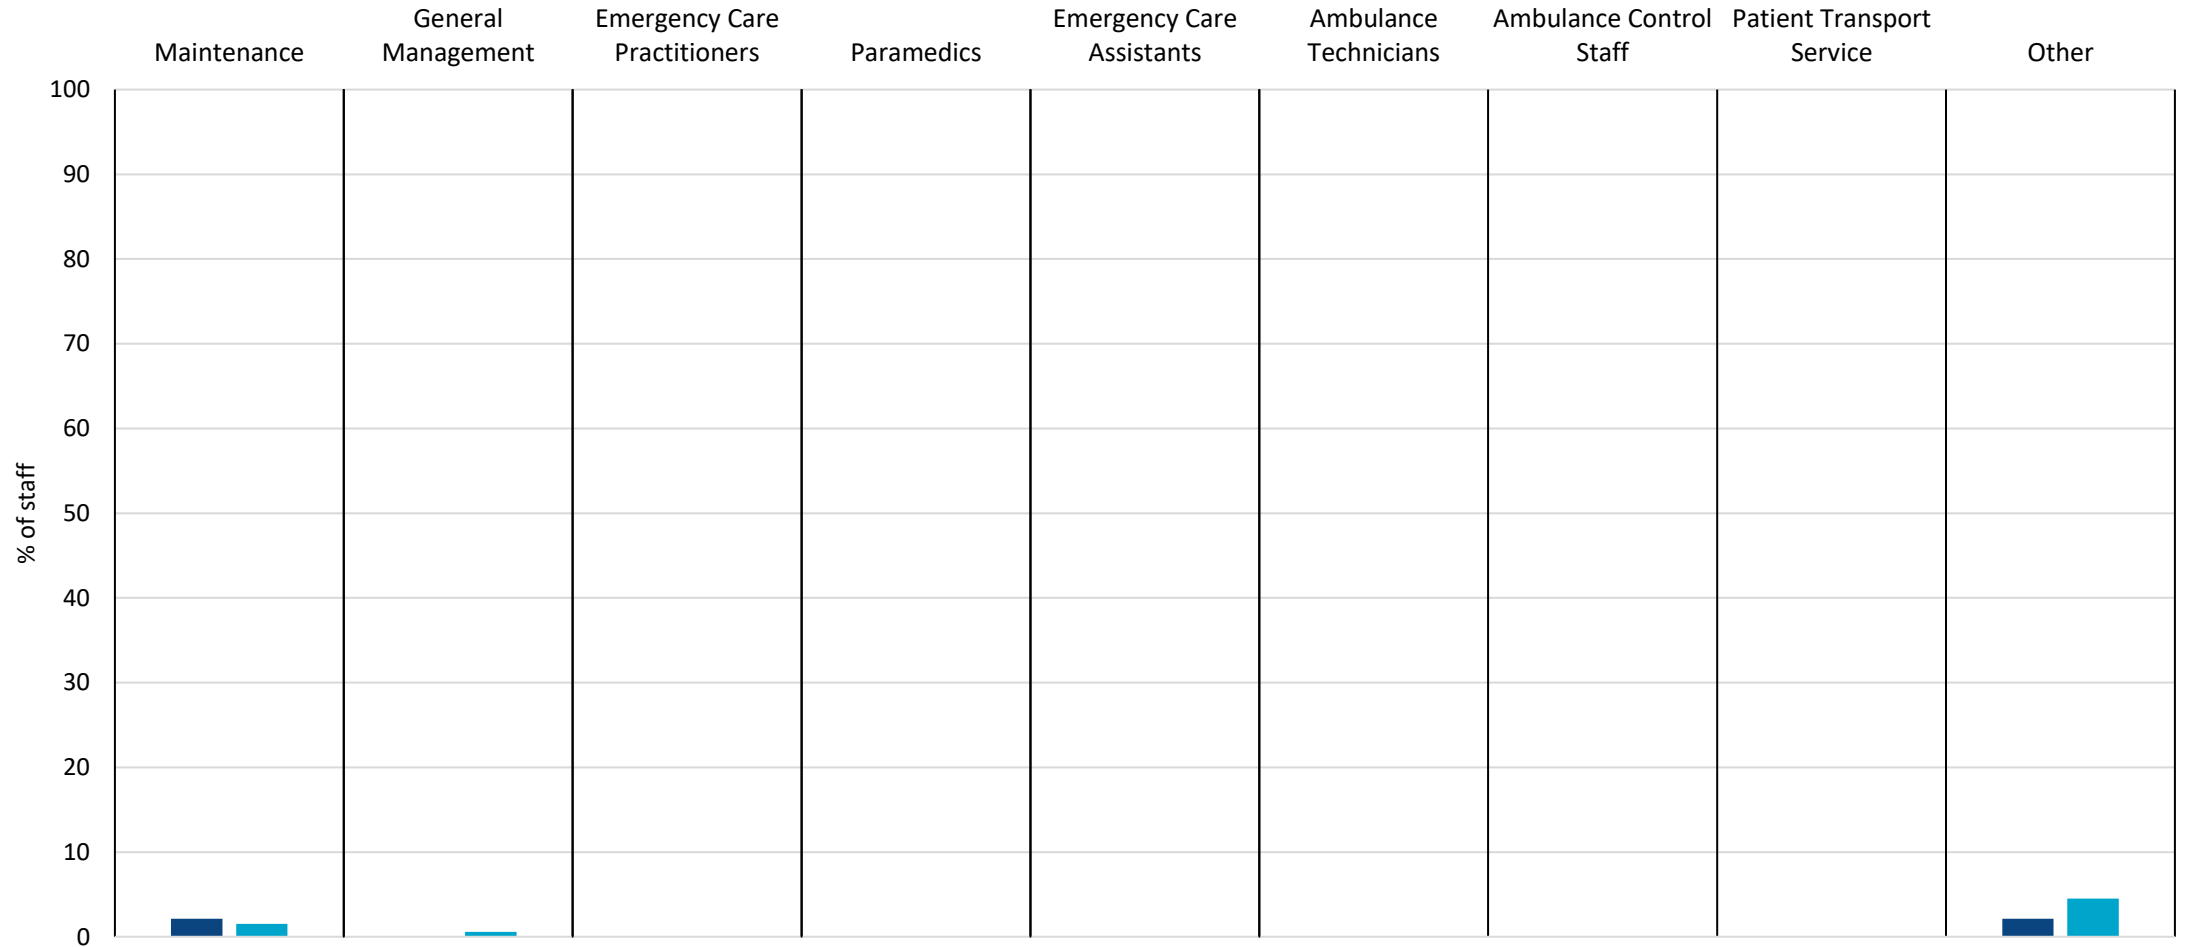 Maintenance
General
Management
Emergency Care
Practitioners
Paramedics
Emergency Care
Assistants
Ambulance
Technicians
Ambulance Control
Staff
Patient Transport
Service
Other
100
90
80
70
60
50
40
30
20
10
0
% of staff